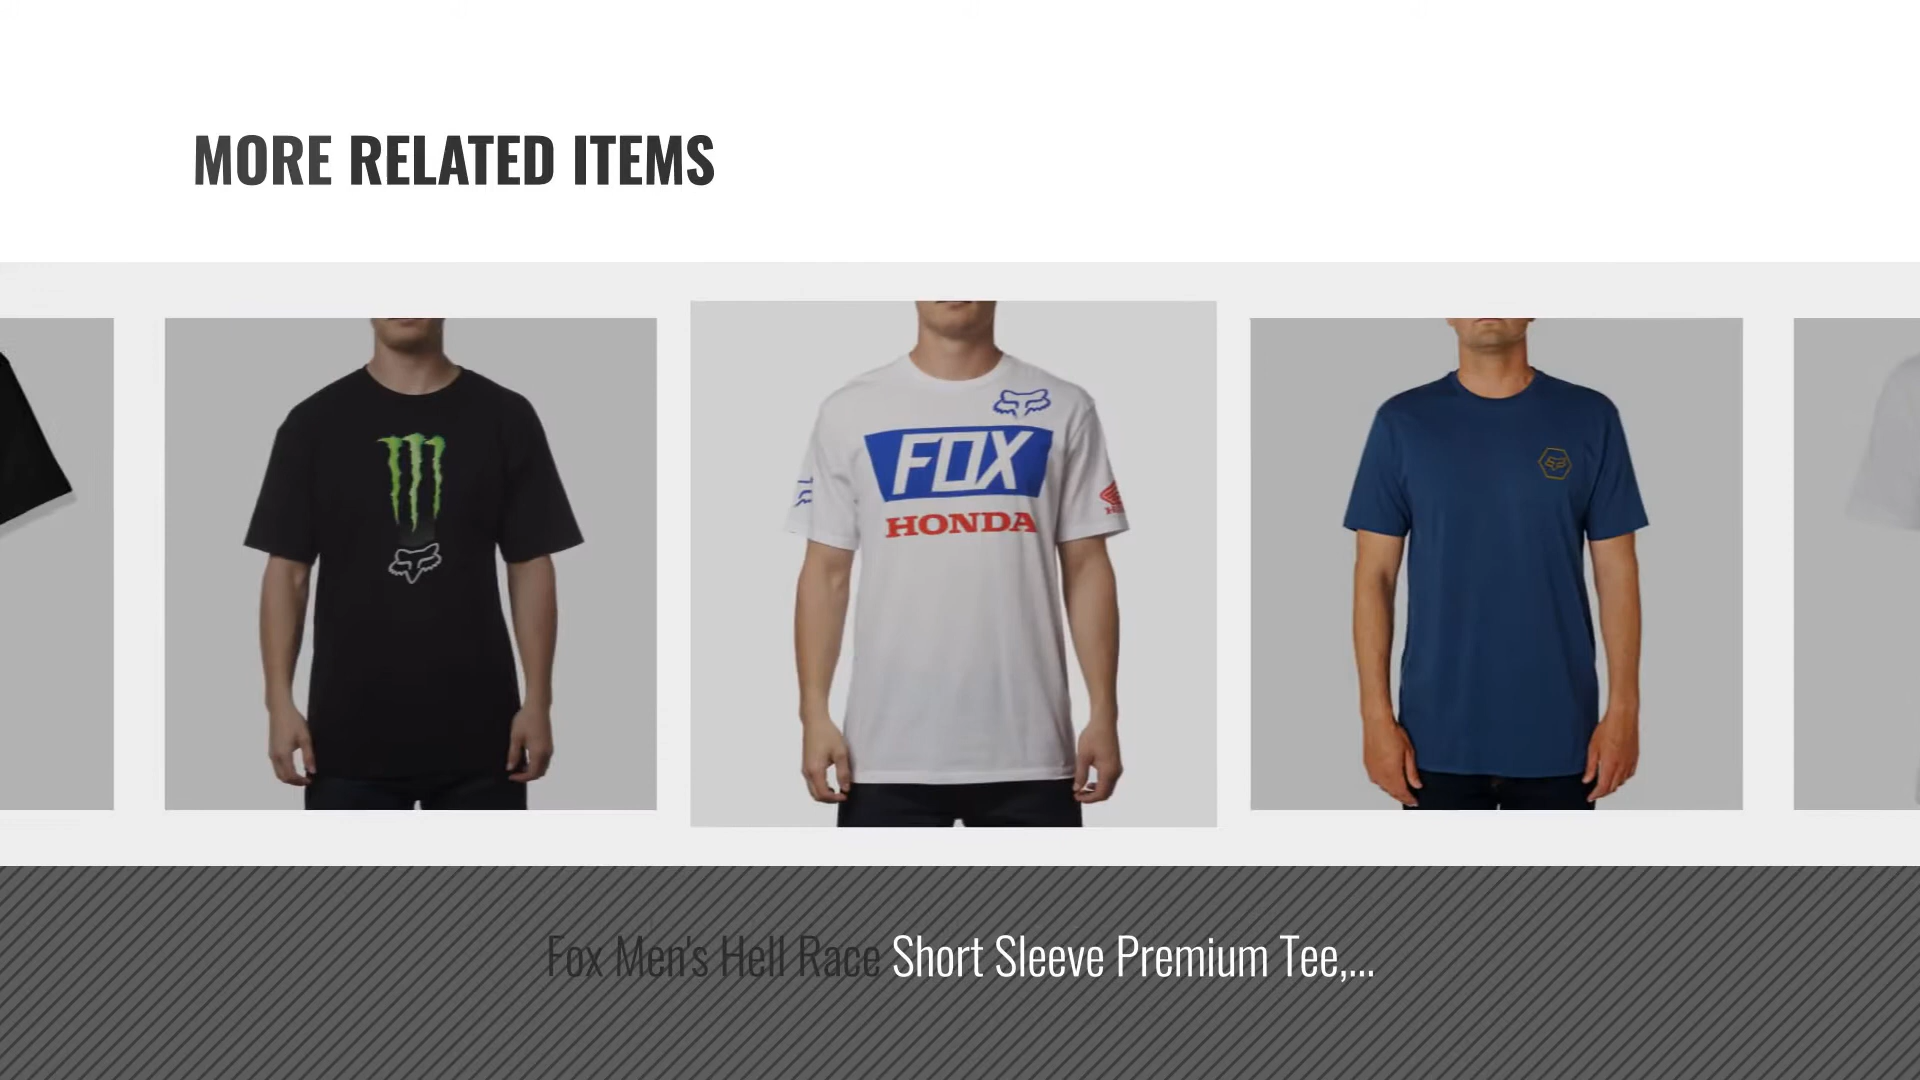 MORE RELATED ITEMS
FOX
HONDA
Fox Men's Hell Race Short Sleeve Premium Tee,...